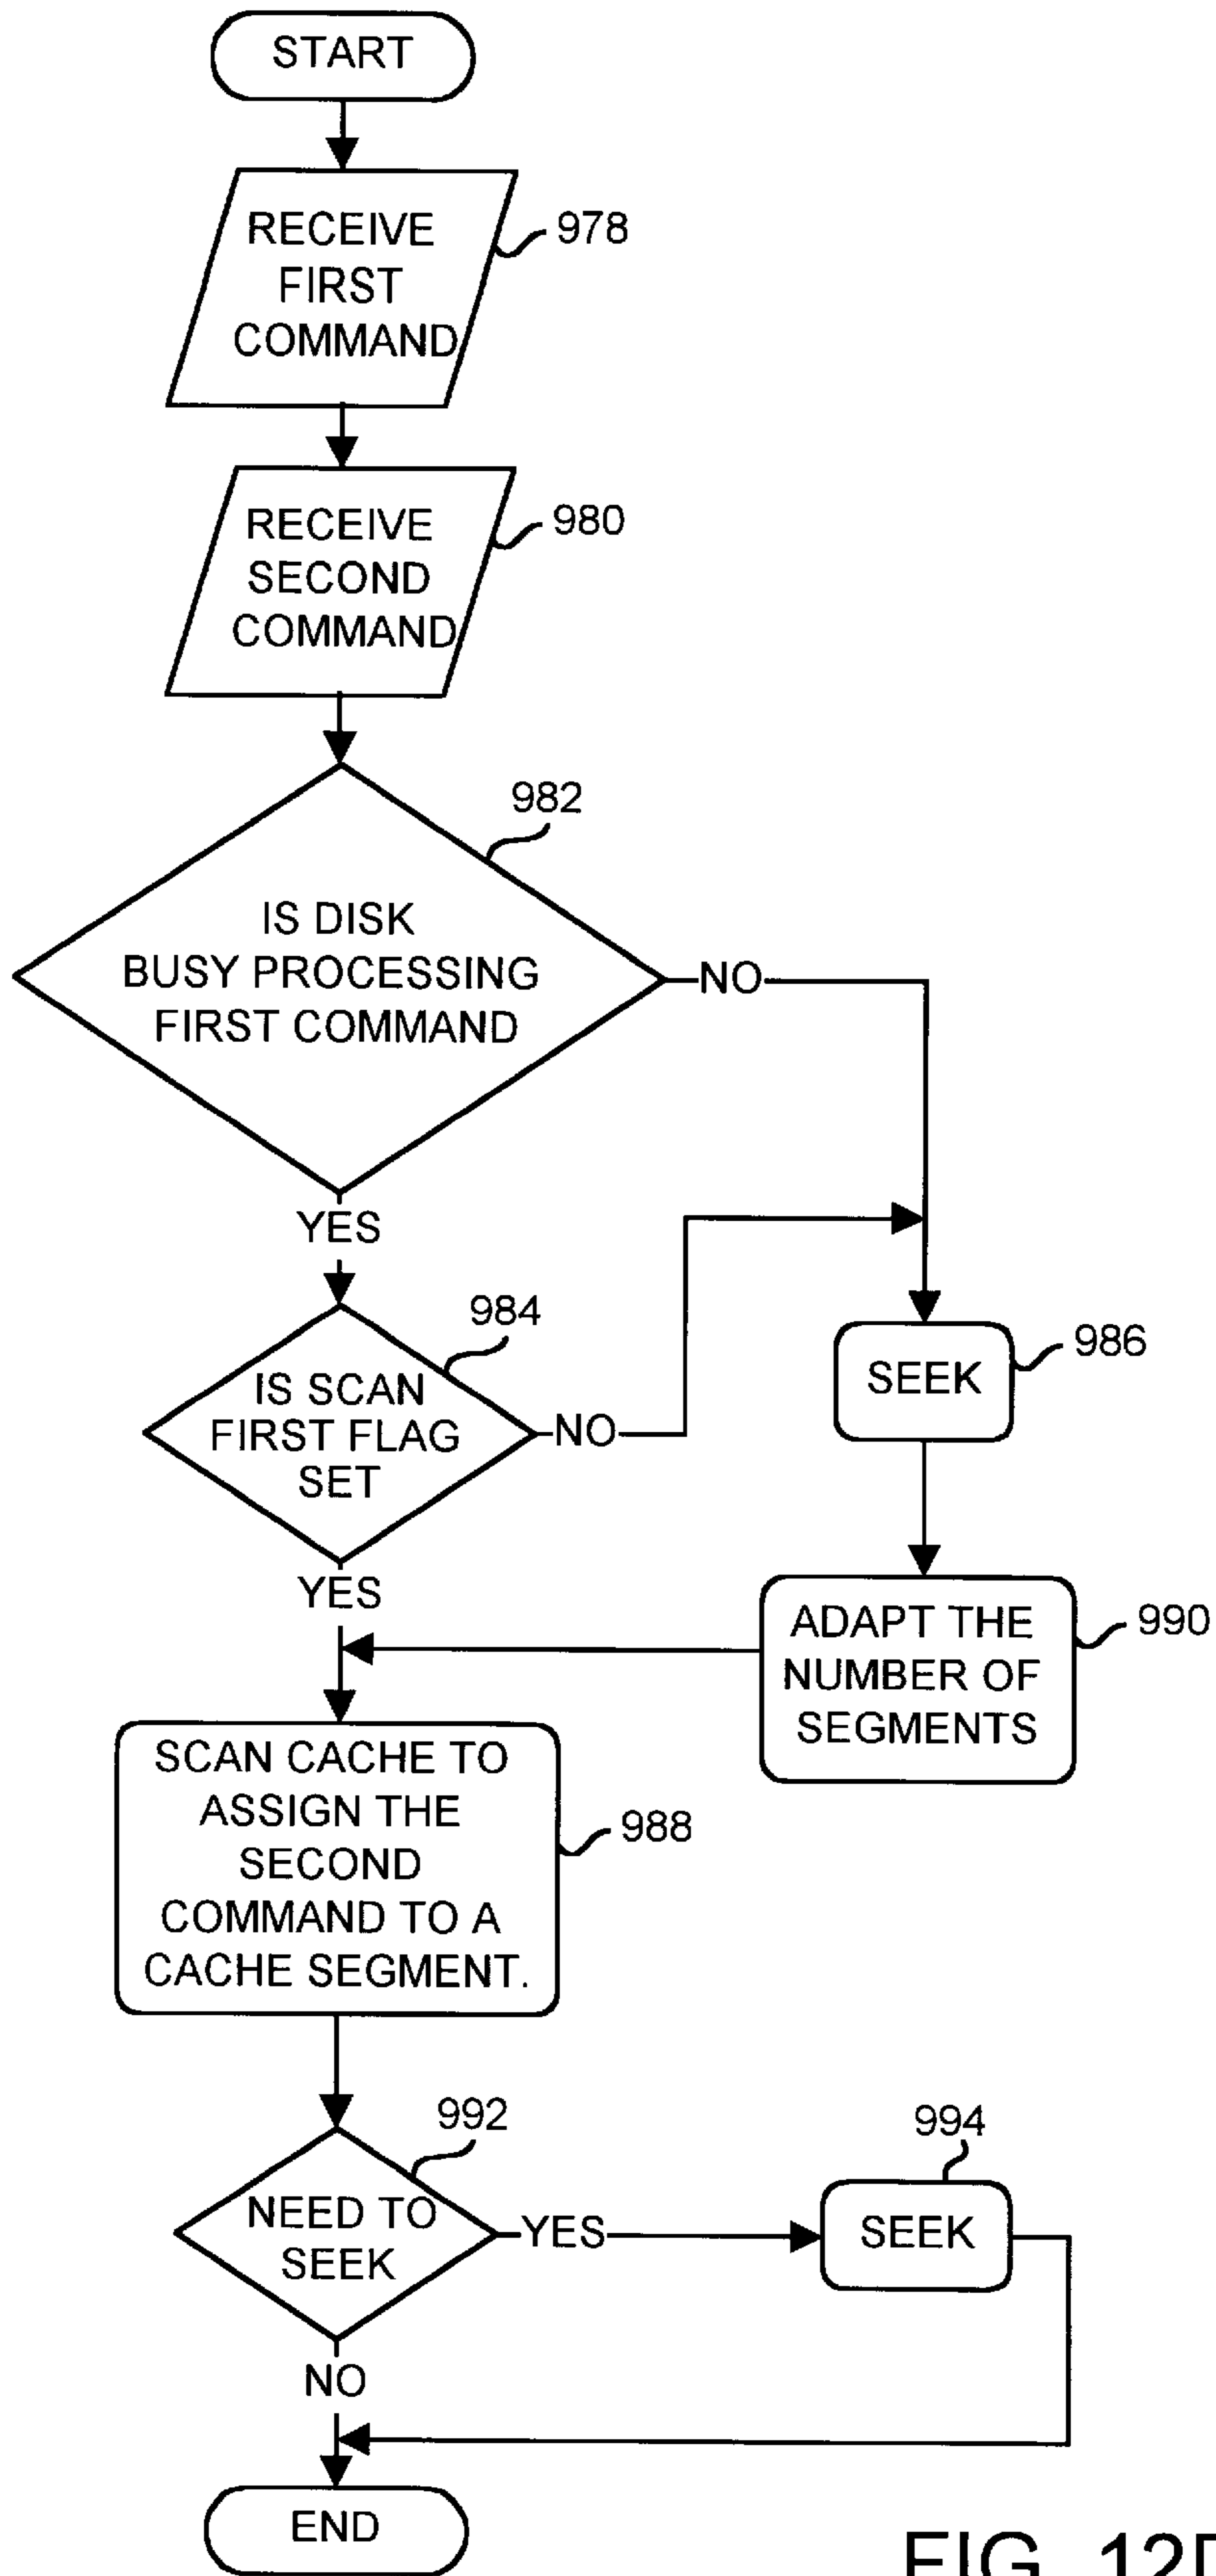 START
RECEIVE
FIRST
COMMAND
978
RECEIVE
SECOND
COMMAND
980
982
IS DISK
BUSY PROCESSING
FIRST COMMAND
NO
YES
984
IS SCAN
FIRST FLAG
SET
NO
986
SEEK
YES
ADAPT THE
NUMBER OF
SEGMENTS
990
SCAN CACHE TO
ASSIGN THE
SECOND
COMMAND TO A
CACHE SEGMENT.
988
992
NEED TO
SEEK
YES
994
SEEK
NO
END
FIG. 12